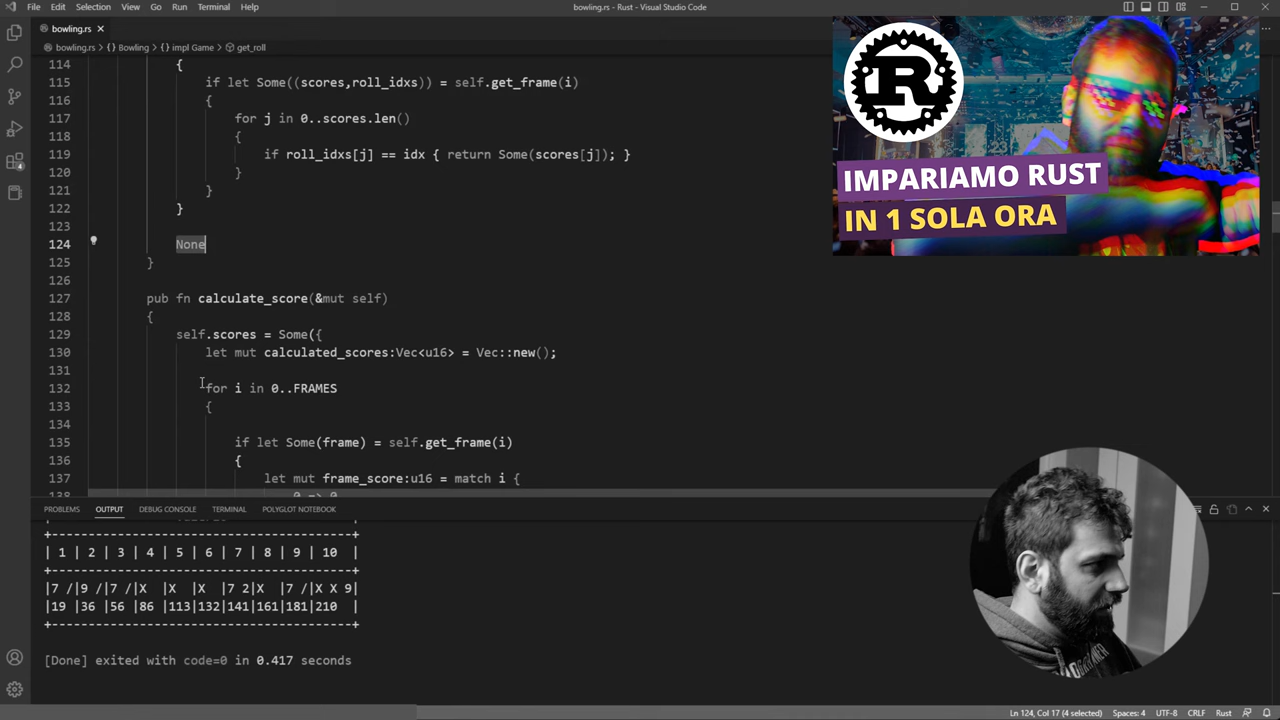 File Edit Selection View Go Run Terminal Help
bowling.rs - Rust - Visual Studio Code
bowling.rs
bowling.rs > {} Bowling > impl Game > get_roll
114 {
115 if let Some((scores,roll_idxs)) = self.get_frame(i)
116 {
117 for j in 0..scores.len()
118 {
119 if roll_idxs[j] == idx { return Some(scores[j]); }
120 }
121 }
122 }
123
124 None
125 }
126
127 pub fn calculate_score(&mut self)
128 {
129 self.scores = Some({
130 let mut calculated_scores:Vec<u16> = Vec::new();
131
132 for i in 0..FRAMES
133 {
134
135 if let Some(frame) = self.get_frame(i)
136 {
137 let mut frame_score:u16 = match i {
138 0 => 0
R
IMPARIAMO RUST
IN 1 SOLA ORA
PROBLEMS OUTPUT DEBUG CONSOLE TERMINAL POLYGLOT NOTEBOOK
+-----------------------------------+
| 1 | 2 | 3 | 4 | 5 | 6 | 7 | 8 | 9 | 10 |
+-----------------------------------+
|7 /|9 /|7 /|X |X |X |7 2|X |7 /|X X 9|
|19 |36 |56 |86 |113|132|141|161|181|210 |
+-----------------------------------+
[Done] exited with code=0 in 0.417 seconds
Ln 124, Col 17 (4 selected) Spaces: 4 UTF-8 CRLF Rust